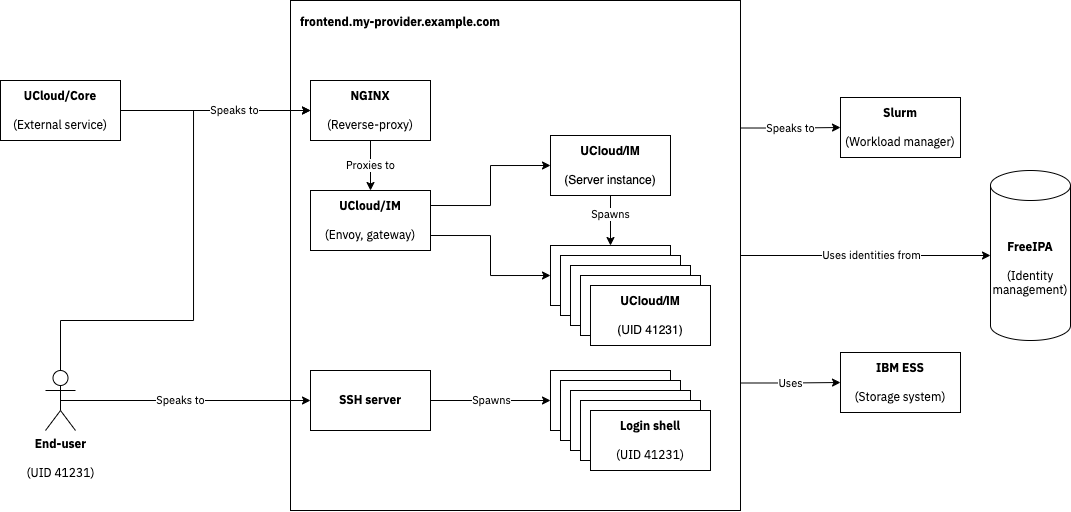 frontend.my-provider.example.com
UCloud/Core
(External service)
Speaks to
NGINX
(Reverse-proxy)
Proxies to
UCloud/IM
(Envoy, gateway)
UCloud/IM
(Server instance)
Spawns
UCloud/IM
(UID 41231)
Speaks to
Slurm
(Workload manager)
Uses identities from
FreeIPA
(Identity
management)
Uses
IBM ESS
(Storage system)
End-user
(UID 41231)
Speaks to
SSH server
Spawns
Login shell
(UID 41231)